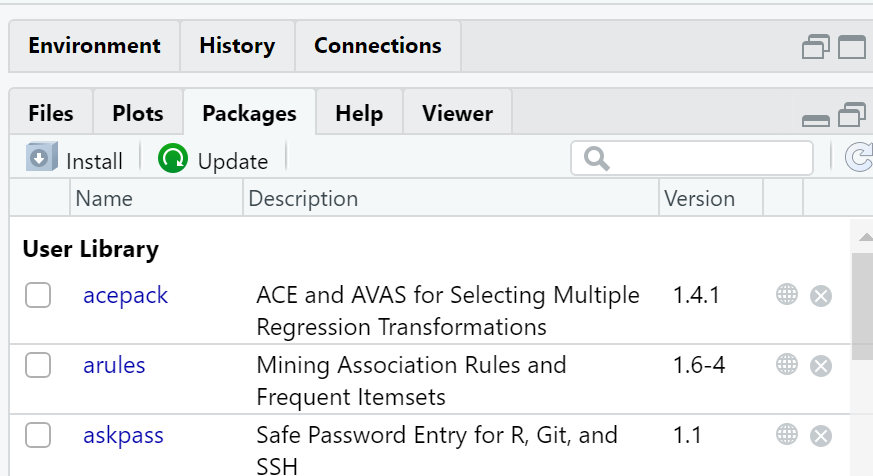 Environment History Connections
Files Plots Packages Help Viewer
Install Update
Name Description Version
User Library
acepack ACE and AVAS for Selecting Multiple 1.4.1
Regression Transformations
arules Mining Association Rules and 1.6-4
Frequent Itemsets
askpass Safe Password Entry for R, Git, and 1.1
SSH